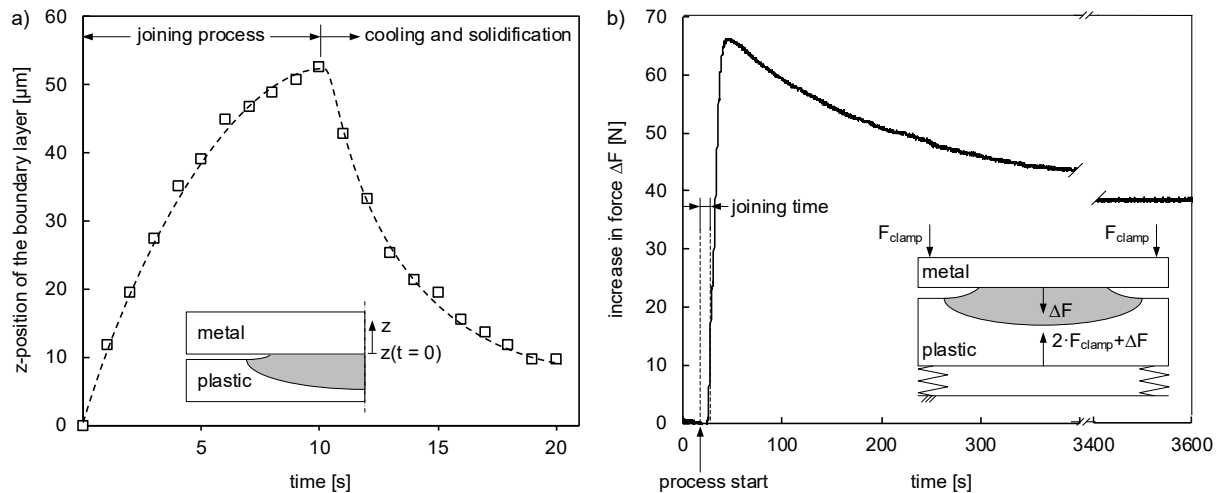 a)
z-position of the boundary layer [µm]
60
50
40
30
20
10
0
joining process
cooling and solidification
metal
plastic
z
z(t = 0)
5
10
15
20
time [s]
b)
increase in force ΔF [N]
70
60
50
40
30
20
10
0
joining time
F_clamp
F_clamp
metal
ΔF
plastic
2·F_clamp+ΔF
0
100
200
300
3400
3600
process start
time [s]